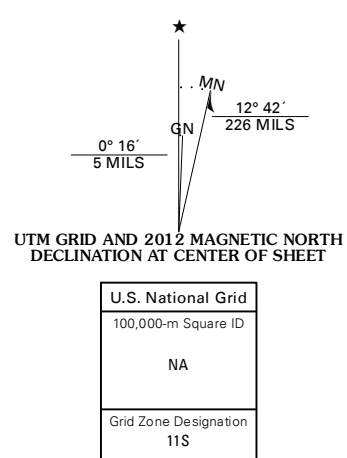 MN
12° 42´
226 MILS
GN
0° 16´
5 MILS
UTM GRID AND 2012 MAGNETIC NORTH
DECLINATION AT CENTER OF SHEET
U.S. National Grid
100,000-m Square ID
NA
Grid Zone Designation
11S